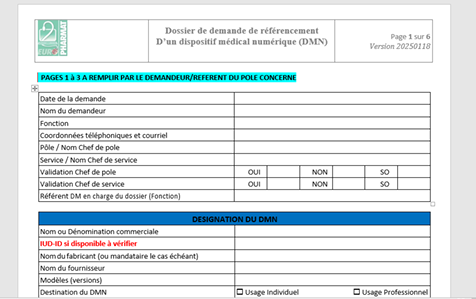 EURO
PHARMAT
Dossier de demande de référencement
D'un dispositif médical numérique (DMN)
Page 1 sur 6
Version 20250118
PAGES 1 à 3 A REMPLIR PAR LE DEMANDEUR/REFERENT DU POLE CONCERNE
Date de la demande
Nom du demandeur
Fonction
Coordonnées téléphoniques et courriel
Pôle / Nom Chef de pole
Service / Nom Chef de service
Validation Chef de pole OUI NON SO
Validation Chef de service OUI NON SO
Référent DM en charge du dossier (Fonction)
DESIGNATION DU DMN
Nom ou Dénomination commerciale
IUD-ID si disponible à vérifier
Nom du fabricant (ou mandataire le cas échéant)
Nom du fournisseur
Modèles (versions)
Destination du DMN ☐ Usage Individuel ☐ Usage Professionnel